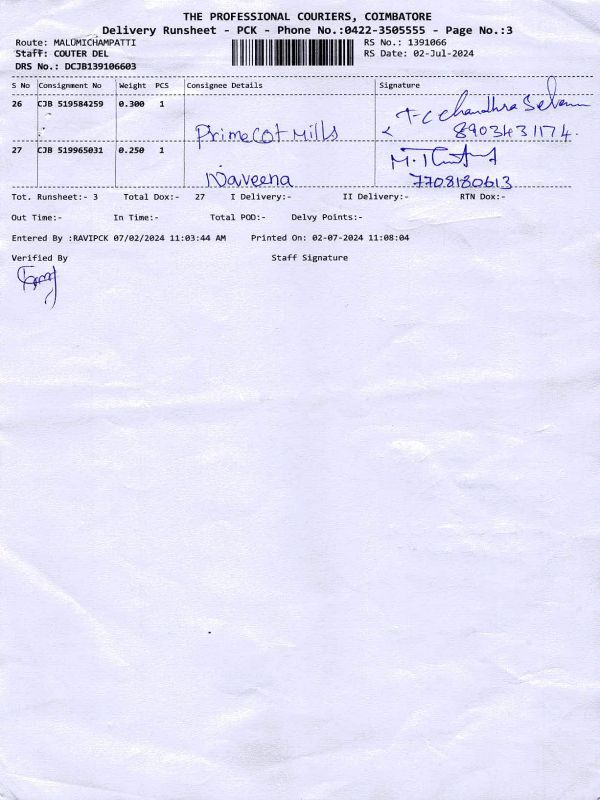 THE PROFESSIONAL COURIERS, COIMBATORE
Delivery Runsheet - PCK - Phone No.:0422-3505555 - Page No.:3
Route: MALUMICHAMPATTI RS No.: 1391066
Staff: COUTER DEL RS Date: 02-Jul-2024
DRS No.: DCJB139106603
S No Consignment No Weight PCS Consignee Details Signature
26 CJB 519584259 0.300 1 T-C Chandhra Selvam
Primecot Mills 8903431174.
27 CJB 519965031 0.250 1
Naveena 7708180613
Tot. Runsheet:- 3 Total Dox:- 27 I Delivery:- II Delivery:- RTN Dox:-
Out Time:- In Time:- Total POD:- Delvy Points:-
Entered By :RAVIPCK 07/02/2024 11:03:44 AM Printed On: 02-07-2024 11:08:04
Verified By Staff Signature